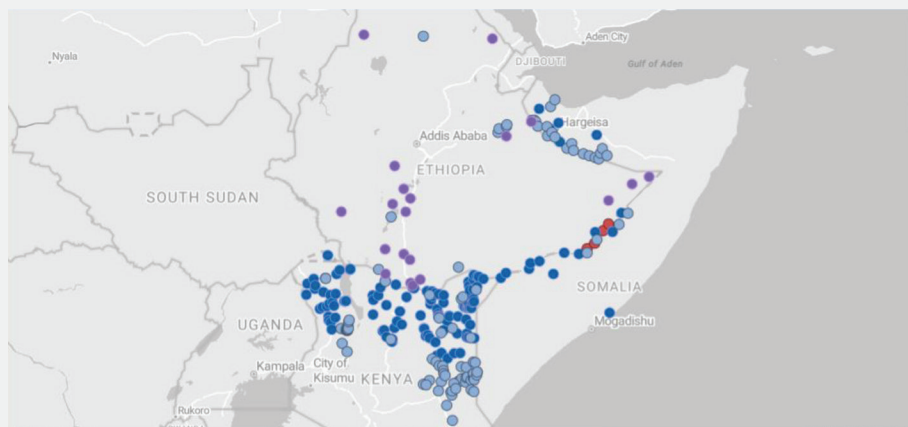 Nyala
Aden City
DJIBOUTI
Gulf of Aden
Hargeisa
Addis Ababa
ETHIOPIA
SOUTH SUDAN
SOMALIA
Mogadishu
UGANDA
Kampala
City of
Kisumu
KENYA
Rukoro